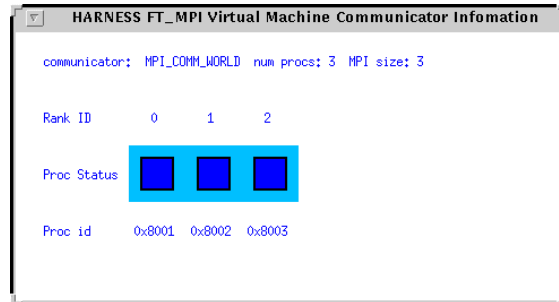 HARNESS FT_MPI Virtual Machine Communicator Infomation
communicator: MPI_COMM_WORLD num procs: 3 MPI size: 3
Rank ID 0 1 2
Proc Status
Proc id 0x8001 0x8002 0x8003